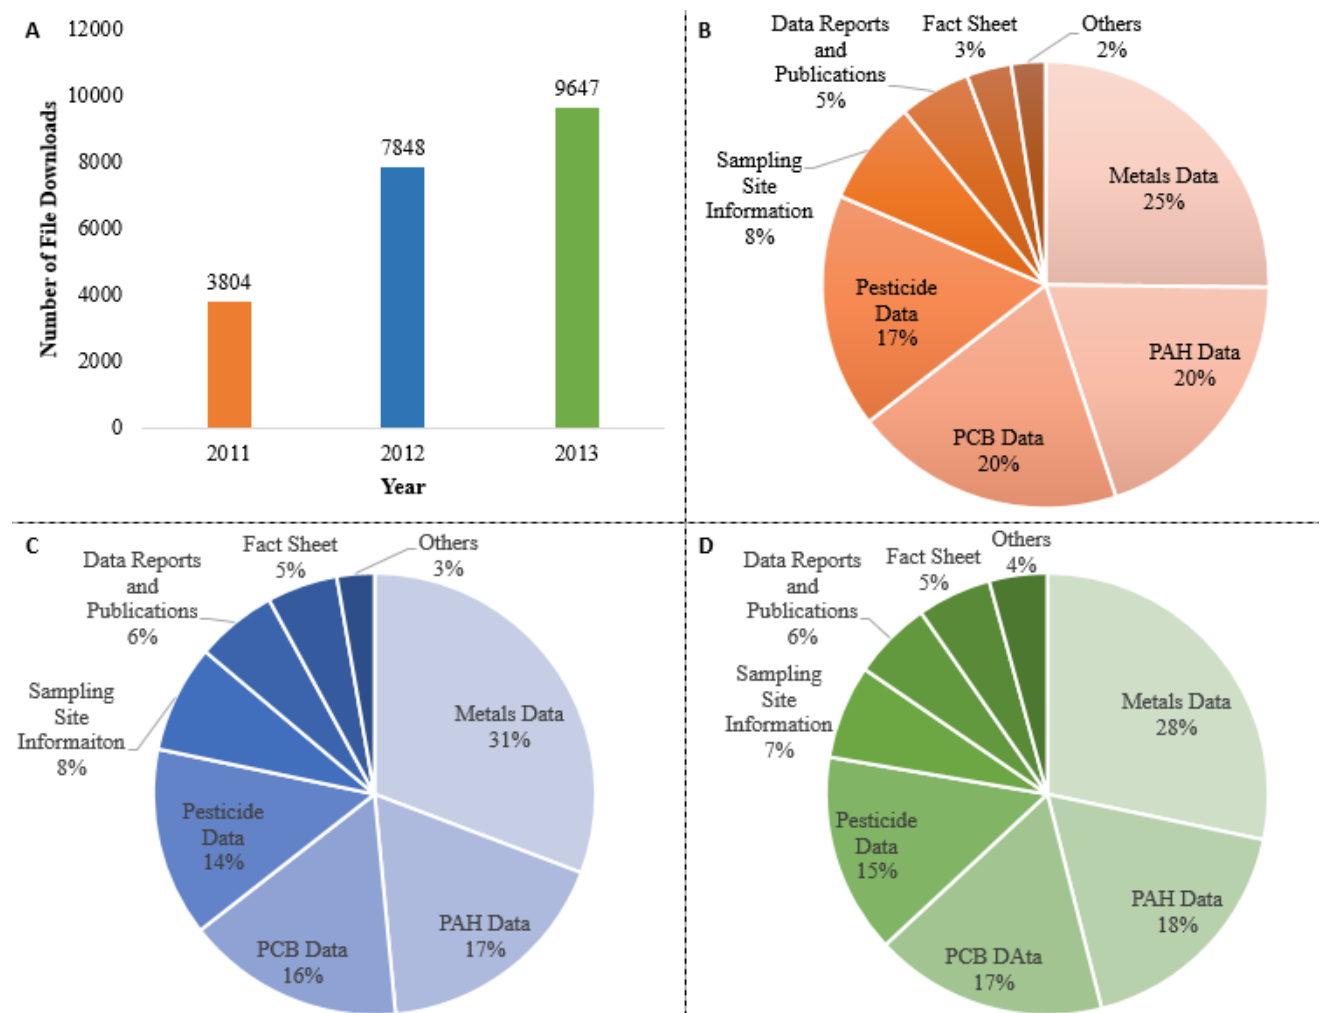 A
12000
10000
8000
6000
4000
2000
0
Number of File Downloads
3804
7848
9647
2011
2012
2013
Year
B
Data Reports
and
Publications
5%
Fact Sheet
3%
Others
2%
Sampling
Site
Information
8%
Metals Data
25%
Pesticide
Data
17%
PAH Data
20%
PCB Data
20%
C
Data Reports
and
Publications
6%
Fact Sheet
5%
Others
3%
Sampling
Site
Informaiton
8%
Metals Data
31%
Pesticide
Data
14%
PAH Data
17%
PCB Data
16%
D
Data Reports
and
Publications
6%
Fact Sheet
5%
Others
4%
Sampling
Site
Information
7%
Metals Data
28%
Pesticide
Data
15%
PAH Data
18%
PCB DAta
17%